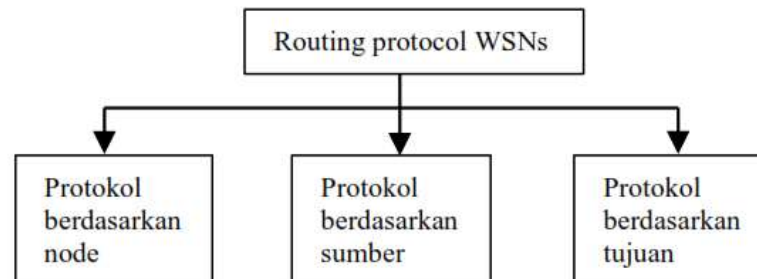 Routing protocol WSNs
Protokol
berdasarkan
node
Protokol
berdasarkan
sumber
Protokol
berdasarkan
tujuan